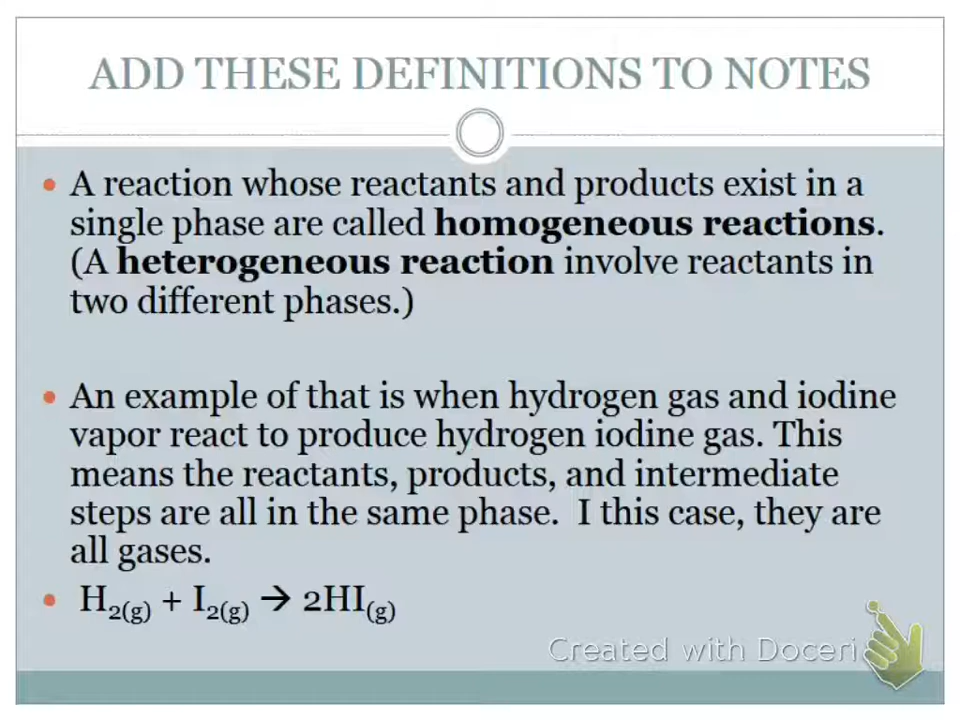 ADD THESE DEFINITIONS TO NOTES
• A reaction whose reactants and products exist in a
single phase are called homogeneous reactions.
(A heterogeneous reaction involve reactants in
two different phases.)
• An example of that is when hydrogen gas and iodine
vapor react to produce hydrogen iodine gas. This
means the reactants, products, and intermediate
steps are all in the same phase.  I this case, they are
all gases.
• H₂(g) + I₂(g) → 2HI(g)
Created with Doceri